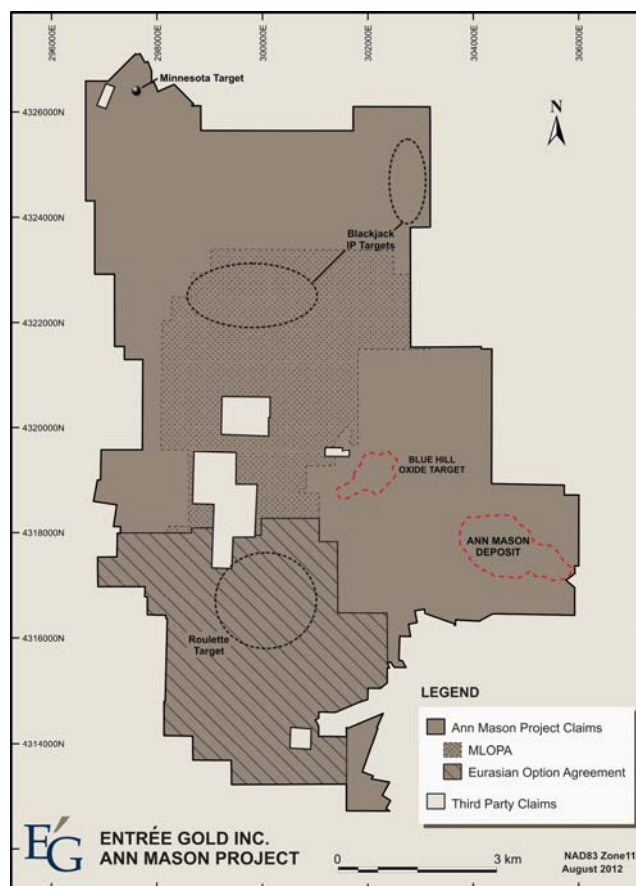 296000E
298000E
300000E
302000E
304000E
306000E
4326000N
4324000N
4322000N
4320000N
4318000N
4316000N
4314000N
Minnesota Target
N
Blackjack
IP Targets
BLUE HILL
OXIDE TARGET
ANN MASON
DEPOSIT
Roulette
Target
LEGEND
Ann Mason Project Claims
MLOPA
Eurasian Option Agreement
Third Party Claims
ÉG
ENTRÉE GOLD INC.
ANN MASON PROJECT
0 3 km
NAD83 Zone11
August 2012